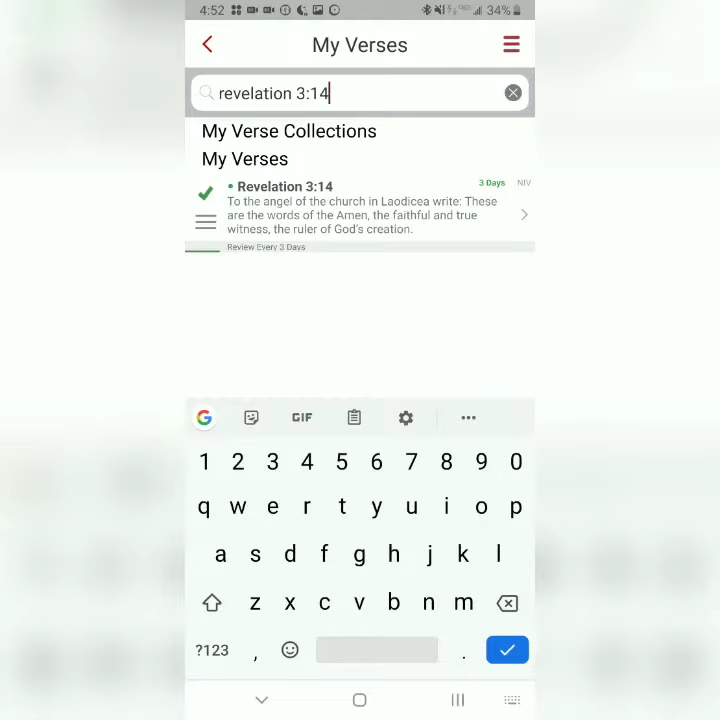 4:52 34%
My Verses
revelation 3:14
My Verse Collections
My Verses
• Revelation 3:14 3 Days NIV
To the angel of the church in Laodicea write: These
are the words of the Amen, the faithful and true
witness, the ruler of God's creation.
Review Every 3 Days
G GIF •••
1 2 3 4 5 6 7 8 9 0
q w e r t y u i o p
a s d f g h j k l
z x c v b n m
?123 , .